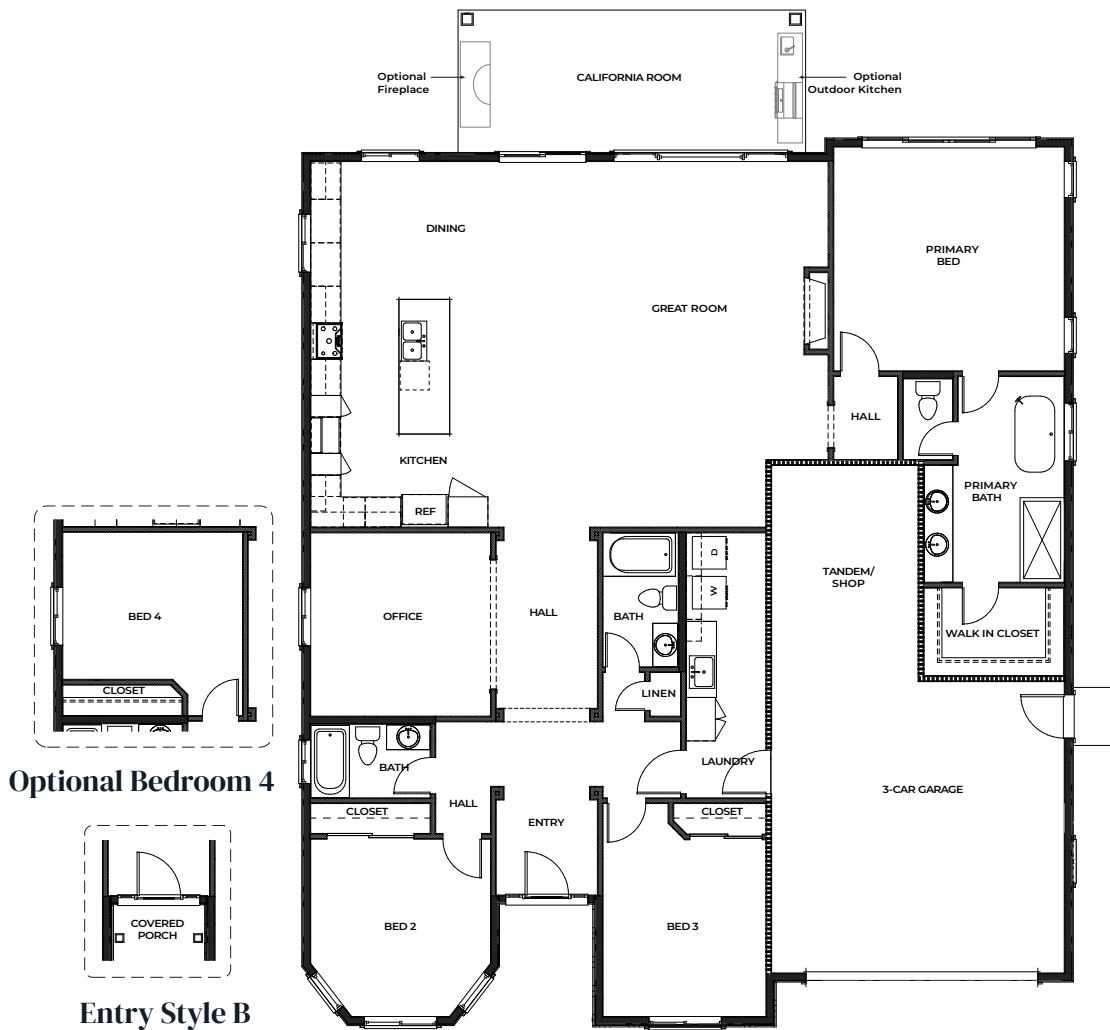 CALIFORNIA ROOM
Optional
Fireplace
Optional
Outdoor Kitchen
DINING
PRIMARY
BED
GREAT ROOM
HALL
KITCHEN
REF
PRIMARY
BATH
TANDEM/
SHOP
D
W
BED 4
CLOSET
OFFICE
HALL
BATH
WALK IN CLOSET
LINEN
Optional Bedroom 4
BATH
LAUNDRY
3-CAR GARAGE
HALL
CLOSET
ENTRY
CLOSET
COVERED
PORCH
BED 2
BED 3
Entry Style B